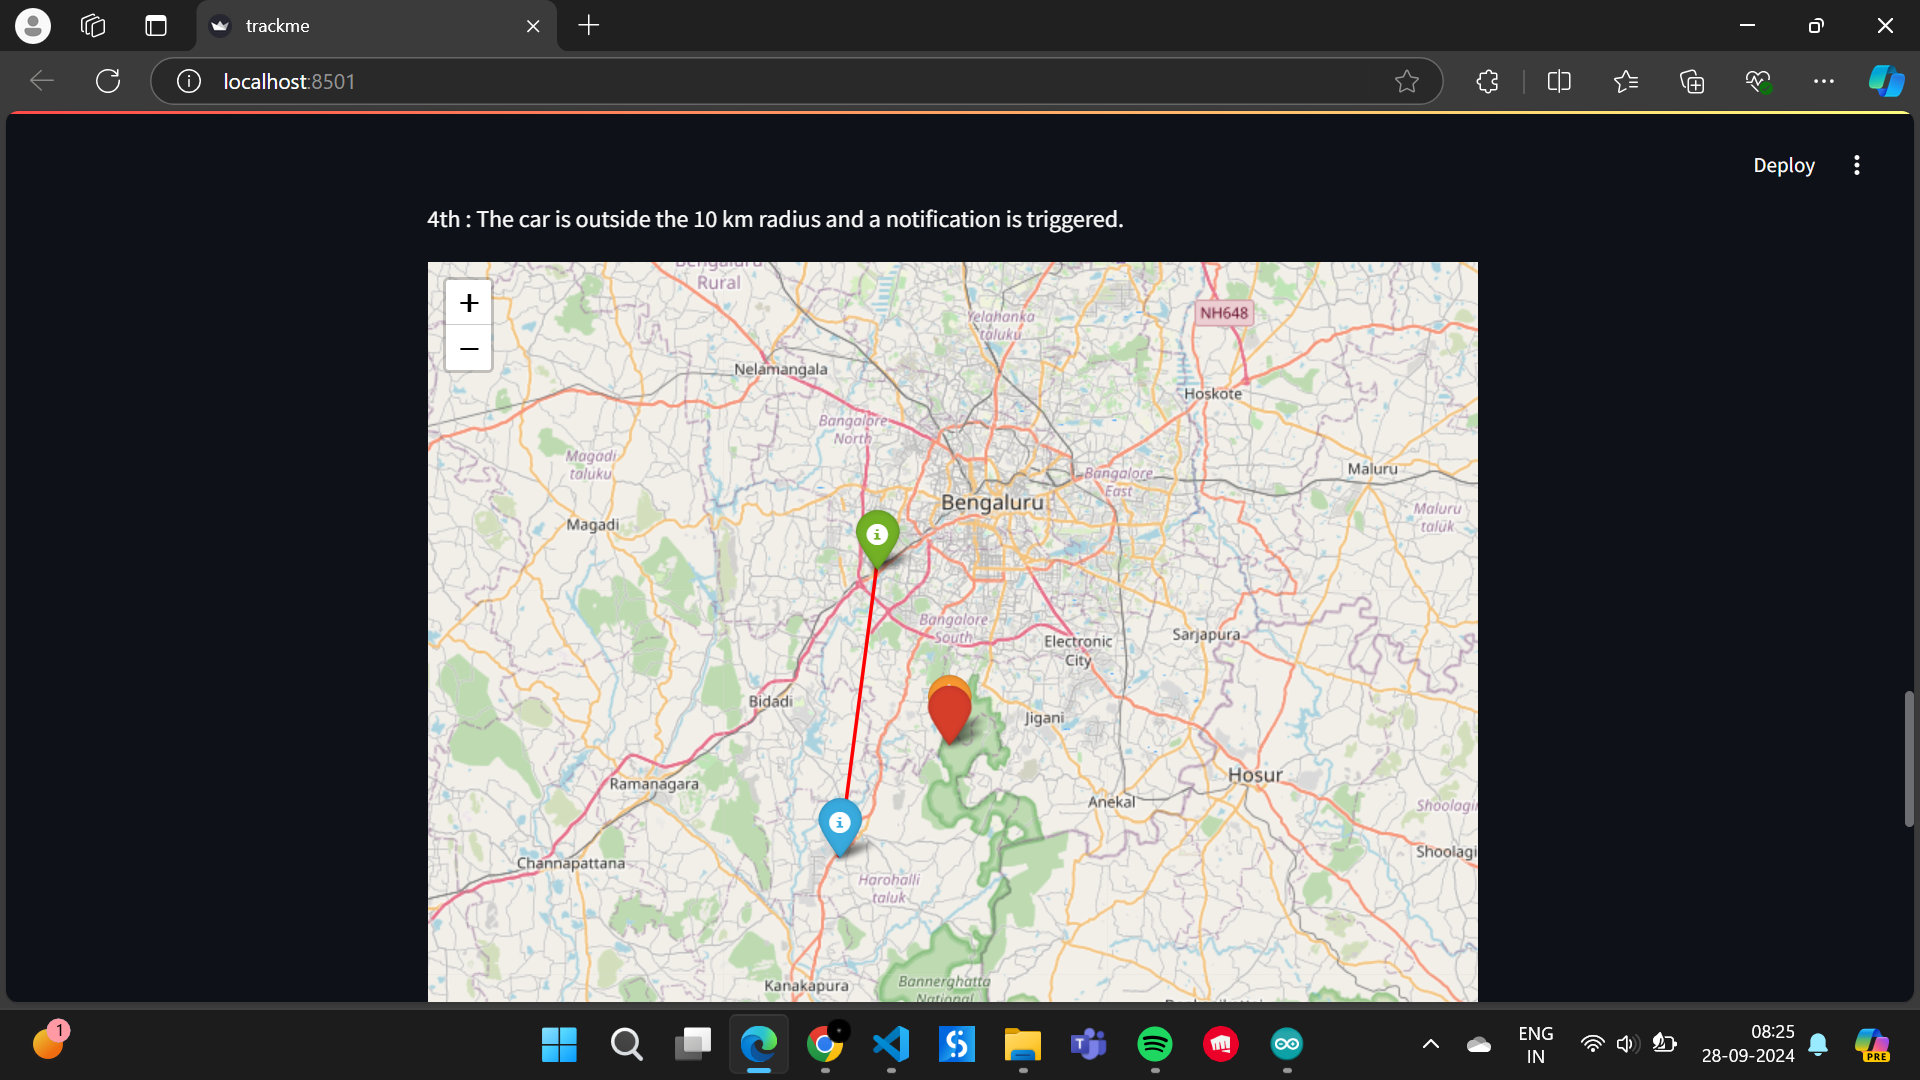 trackme
localhost:8501
Deploy
4th : The car is outside the 10 km radius and a notification is triggered.
Bengaluru
Rural
+
−
Yelahanka
taluku
NH648
Nelamangala
Hoskote
Bangalore
North
Magadi
taluku
Bangalore
East
Maluru
Bengaluru
Maluru
taluk
Magadi
i
Bangalore
South
Electronic
City
Sarjapura
Bidadi
Jigani
Ramanagara
Hosur
Anekal
Shoolagi
i
Channapattana
Shoolagi
Harohalli
taluk
Kanakapura
Bannerghatta
National
1
ENG
IN
08:25
28-09-2024
PRE